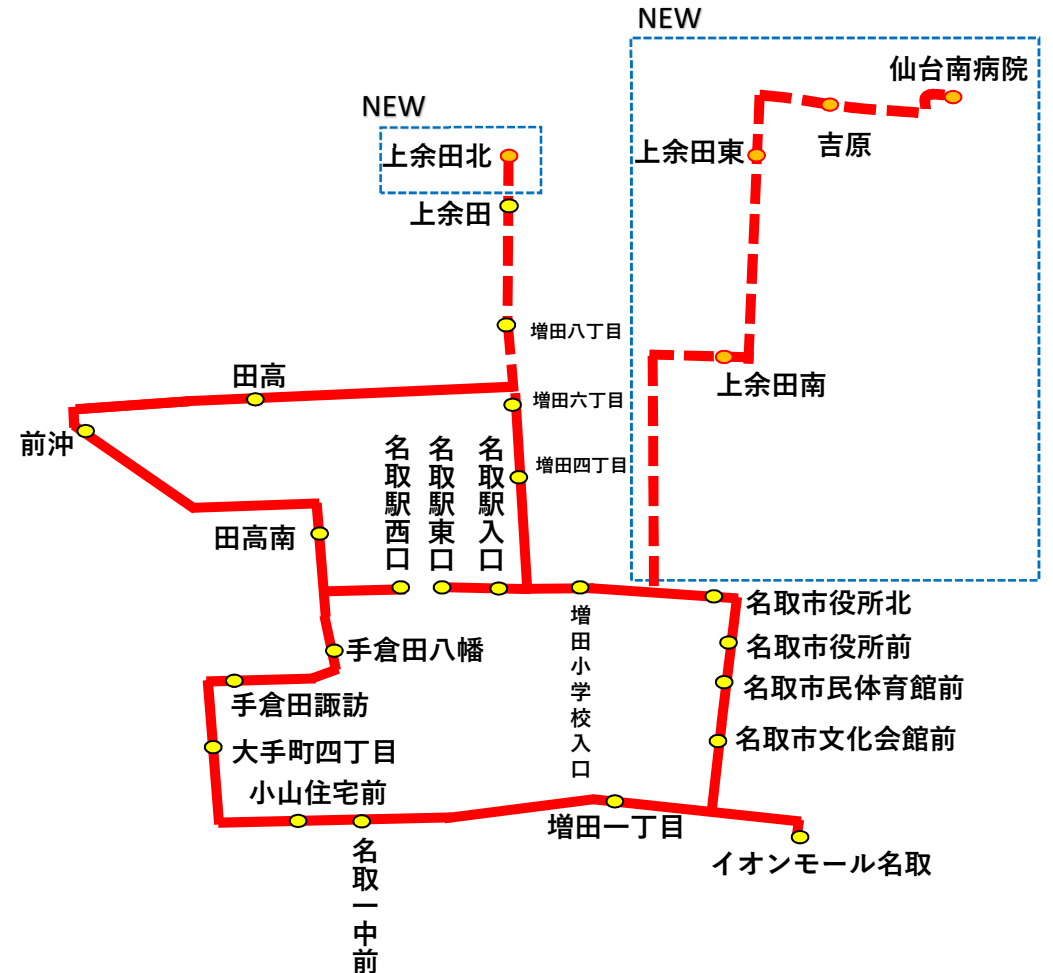 NEW
仙台南病院
NEW
上余田北
上余田東
吉原
上余田
増田八丁目
田高
上余田南
増田六丁目
前沖
名取駅西口
名取駅東口
名取駅入口
増田四丁目
田高南
名取市役所北
増田小学校入口
手倉田八幡
名取市役所前
手倉田諏訪
名取市民体育館前
大手町四丁目
名取市文化会館前
小山住宅前
増田一丁目
名取一中前
イオンモール名取